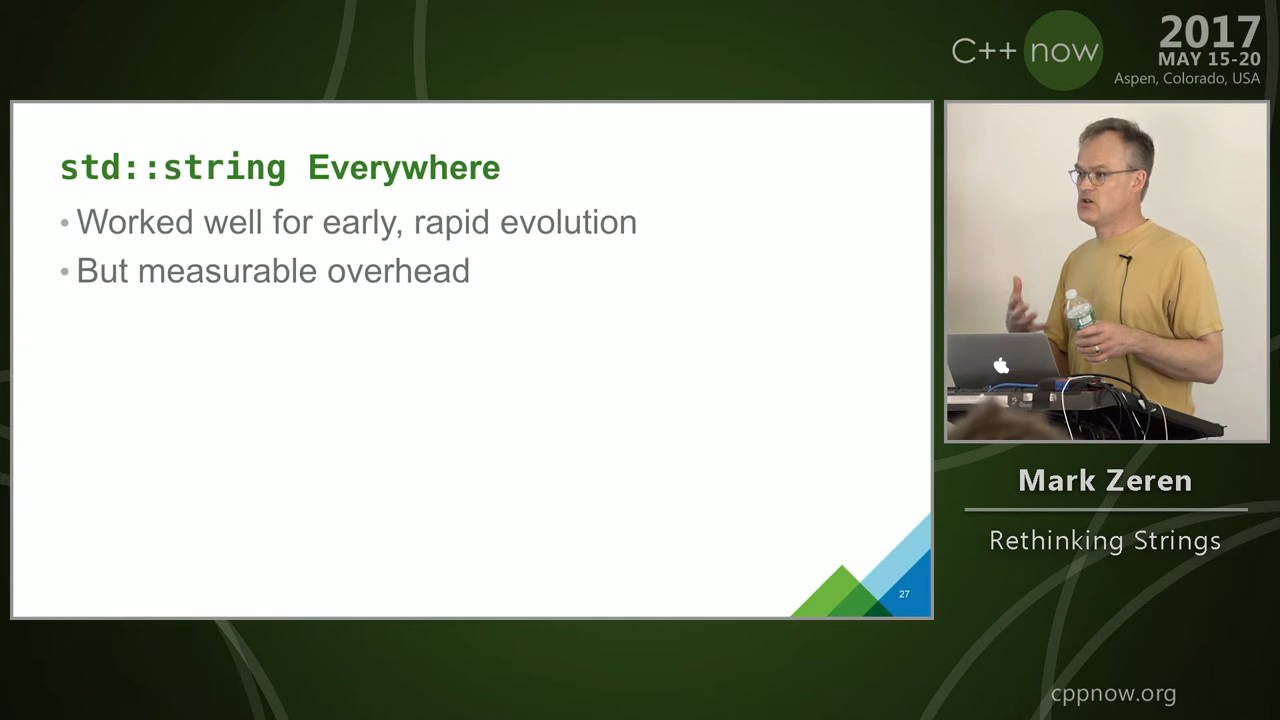 C++ now
2017
MAY 15-20
Aspen, Colorado, USA
std::string Everywhere
• Worked well for early, rapid evolution
• But measurable overhead
27
Mark Zeren
Rethinking Strings
cppnow.org